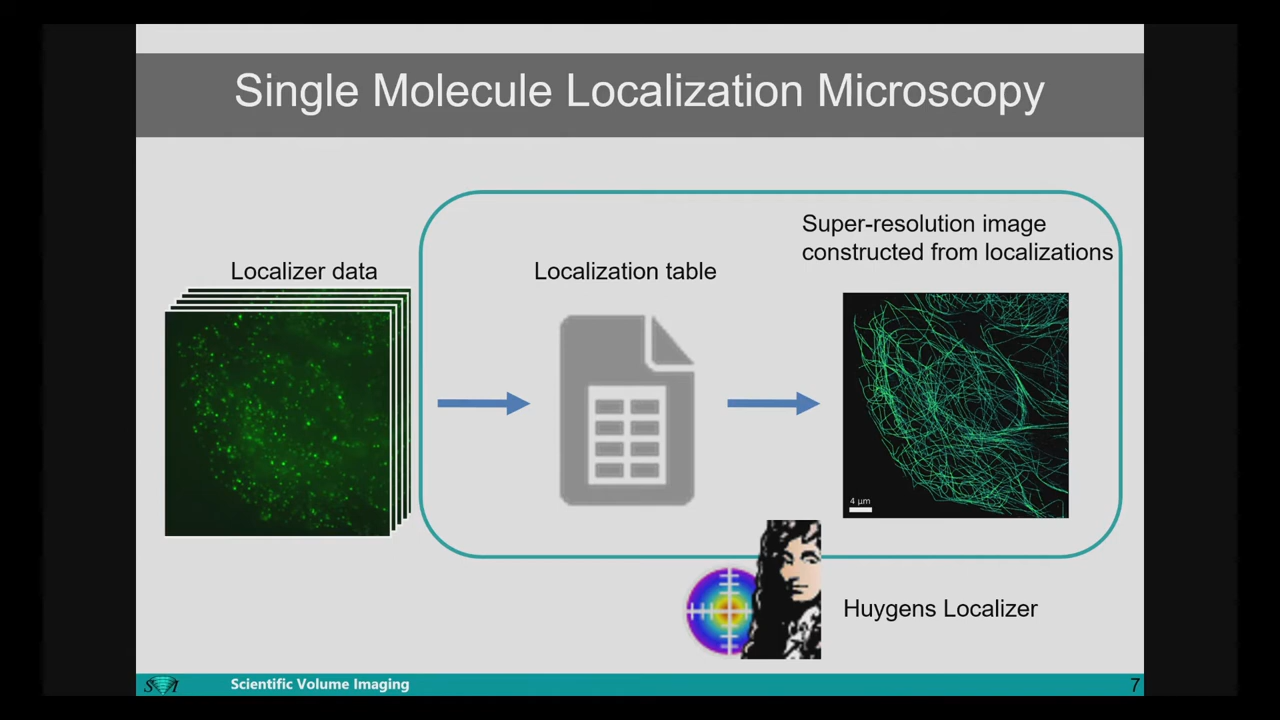 Single Molecule Localization Microscopy
Super-resolution image
constructed from localizations
Localizer data
Localization table
4 μm
Huygens Localizer
SVI
Scientific Volume Imaging
7